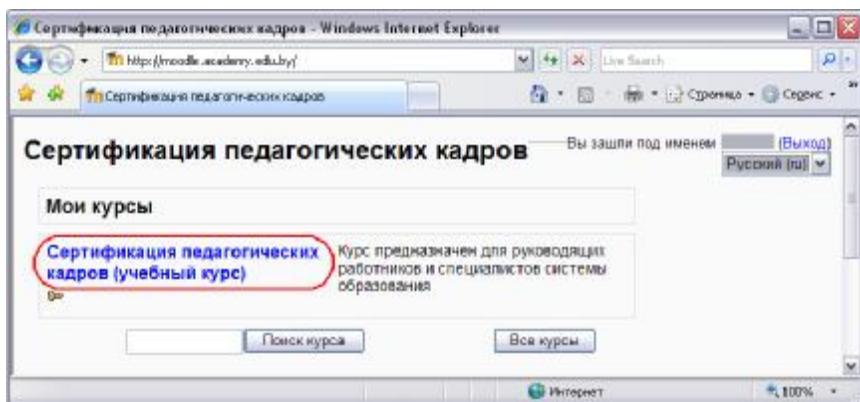 Сертификация педагогических кадров - Windows Internet Explorer
http://moodle.academy.edu.by/
Live Search
Сертификация педагогических кадров
Страница
Сервис
Сертификация педагогических кадров
Вы зашли под именем (Выход)
Русский (ru)
Мои курсы
Сертификация педагогических
кадров (учебный курс)
Курс предназначен для руководящих
работников и специалистов системы
образования
Поиск курса
Все курсы
Интернет
100%